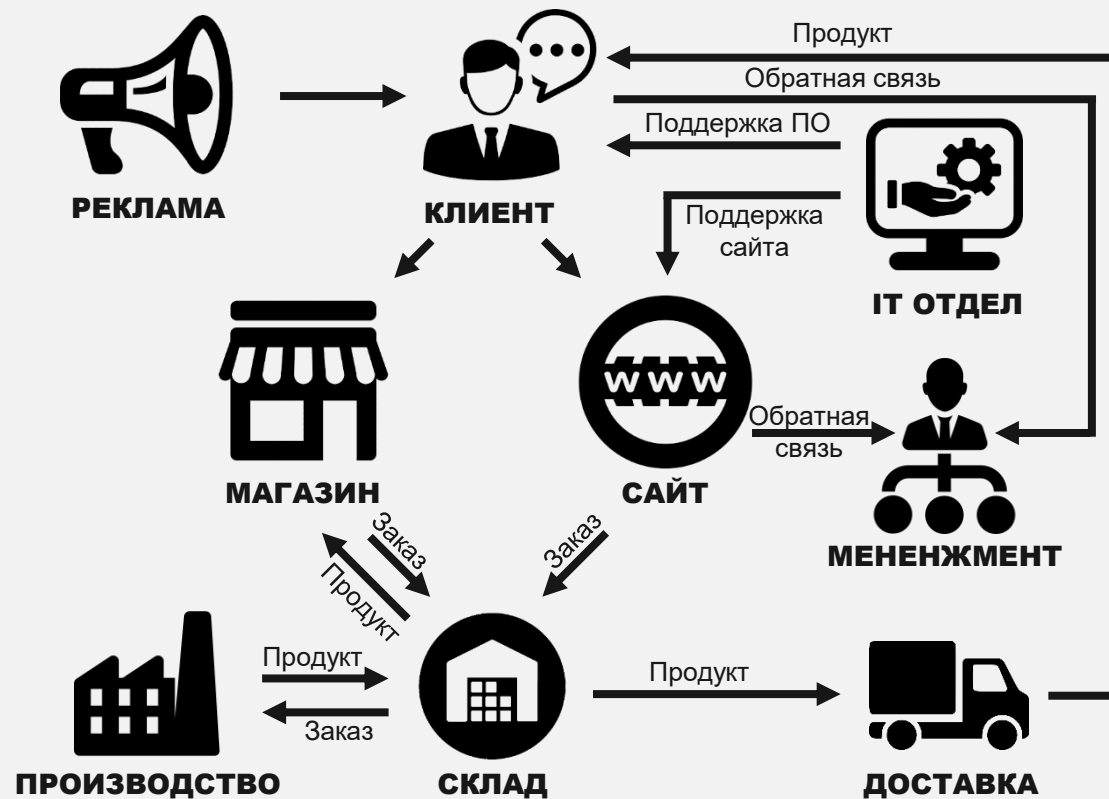 Продукт
Обратная связь
Поддержка ПО
РЕКЛАМА
КЛИЕНТ
Поддержка
сайта
IT ОТДЕЛ
www
Обратная
связь
МАГАЗИН
САЙТ
МЕНЕНЖМЕНТ
Заказ
Продукт
Заказ
Продукт
Заказ
Продукт
ПРОИЗВОДСТВО
СКЛАД
ДОСТАВКА